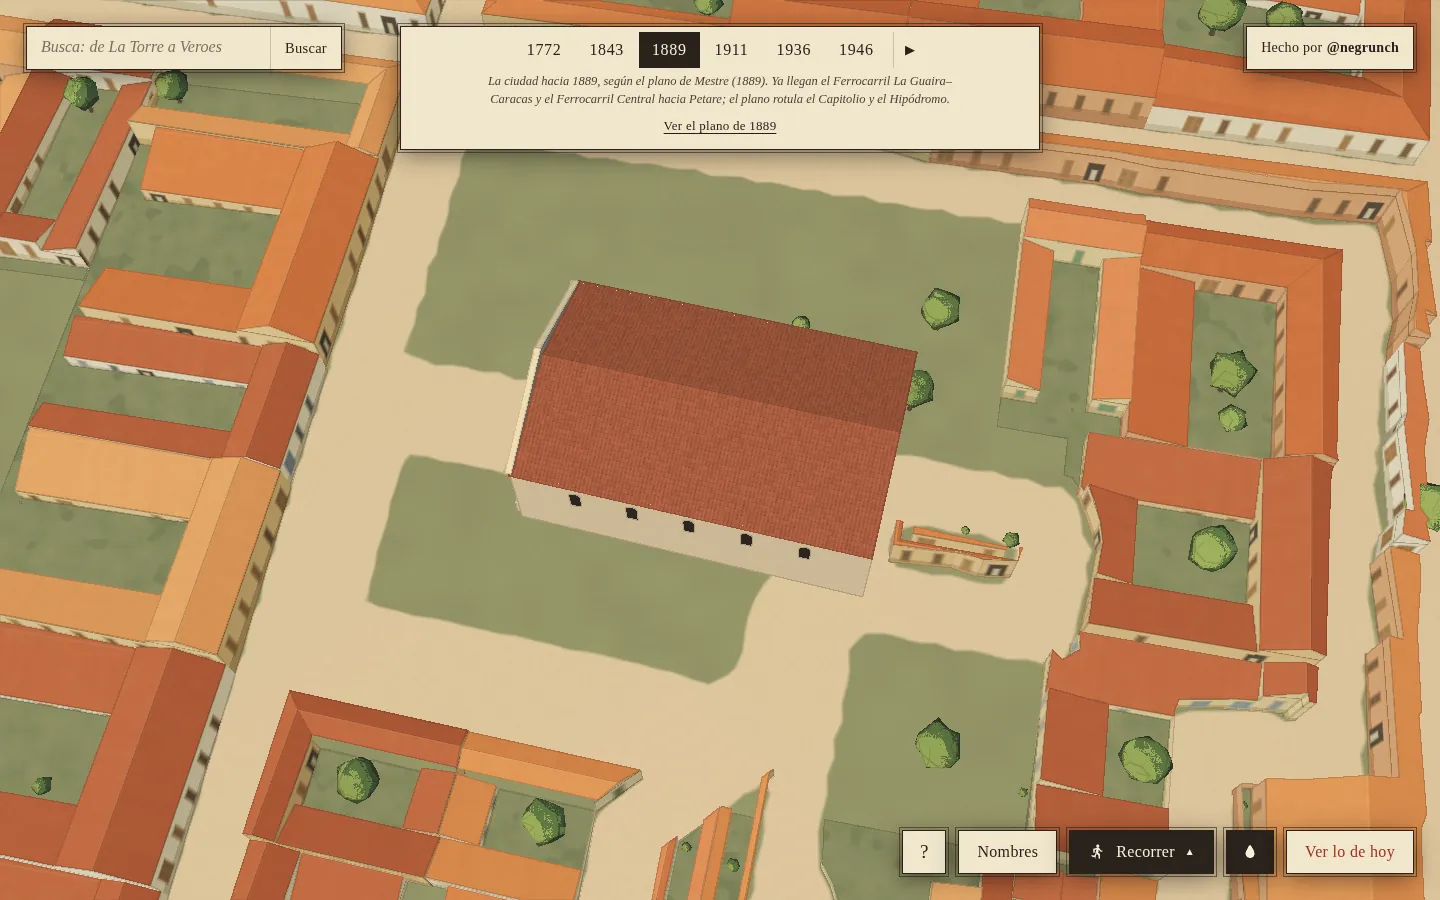 Busca: de La Torre a Veroes
Buscar
1772 1843 1889 1911 1936 1946 ▶
La ciudad hacia 1889, según el plano de Mestre (1889). Ya llegan el Ferrocarril La Guaira–
Caracas y el Ferrocarril Central hacia Petare; el plano rotula el Capitolio y el Hipódromo.
Ver el plano de 1889
Hecho por @negrunch
?
Nombres
Recorrer ▲
Ver lo de hoy